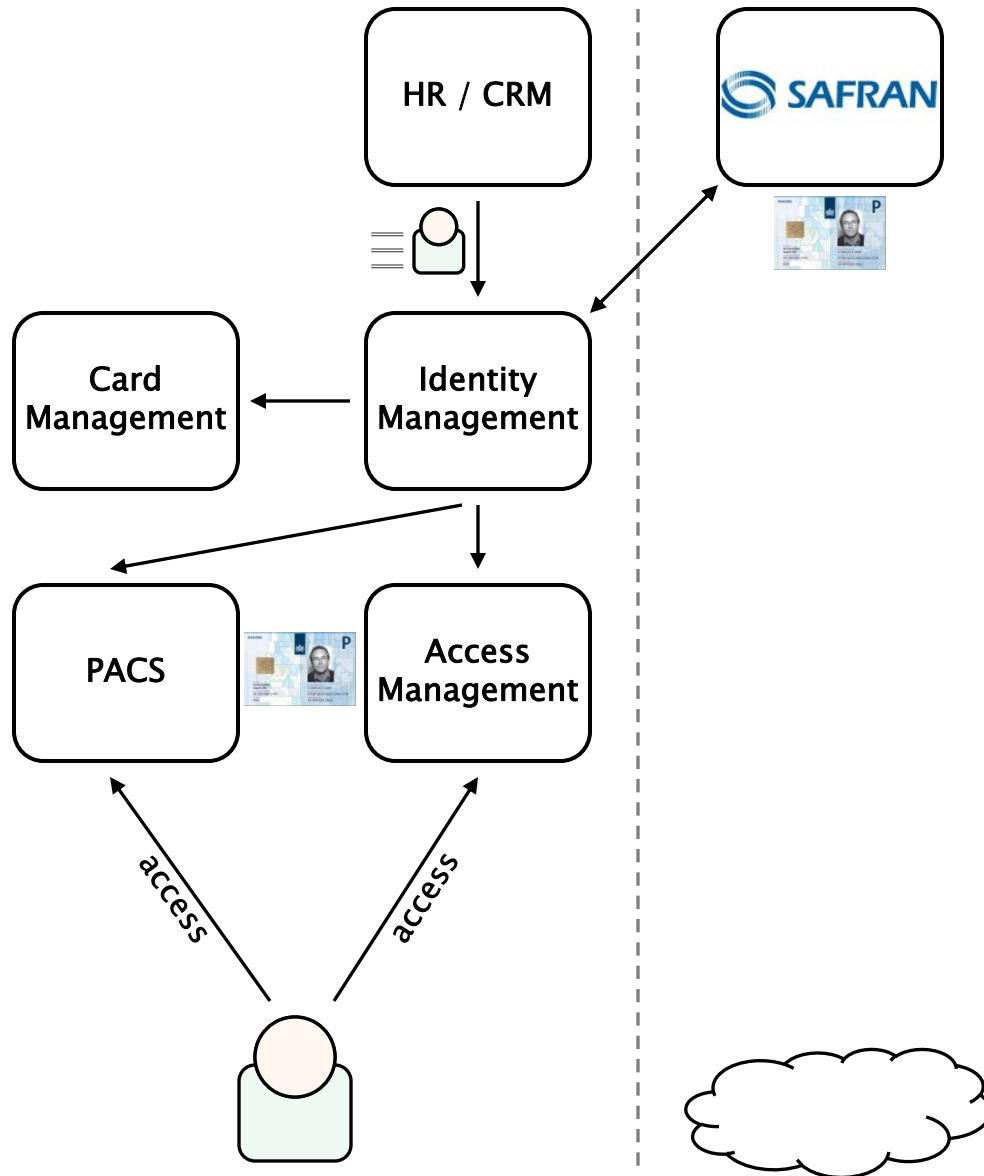 HR / CRM
SAFRAN
P
Card
Management
Identity
Management
PACS
P
Access
Management
access
access